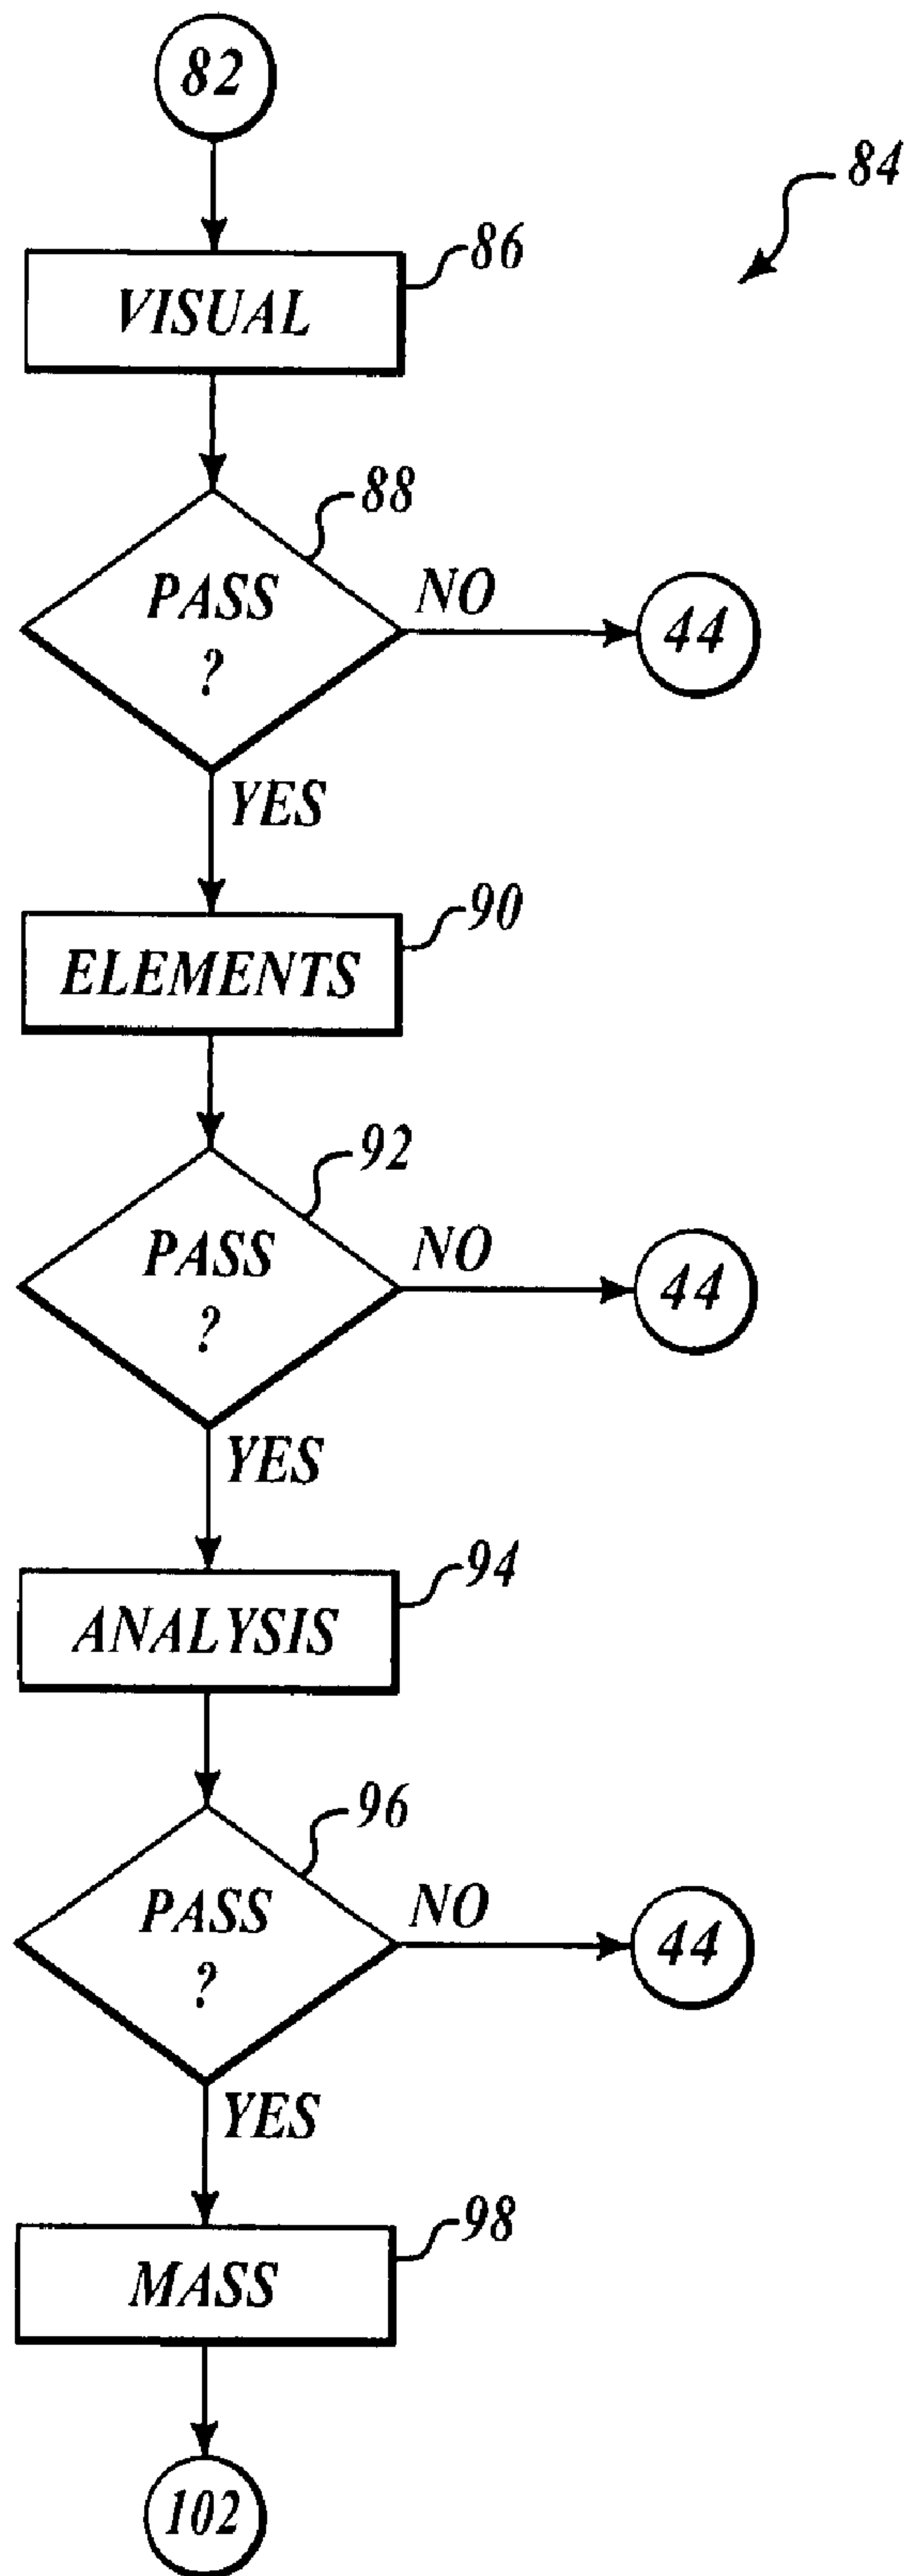 82
84
86
VISUAL
88
PASS
?
NO
44
YES
90
ELEMENTS
92
PASS
?
NO
44
YES
94
ANALYSIS
96
PASS
?
NO
44
YES
98
MASS
102